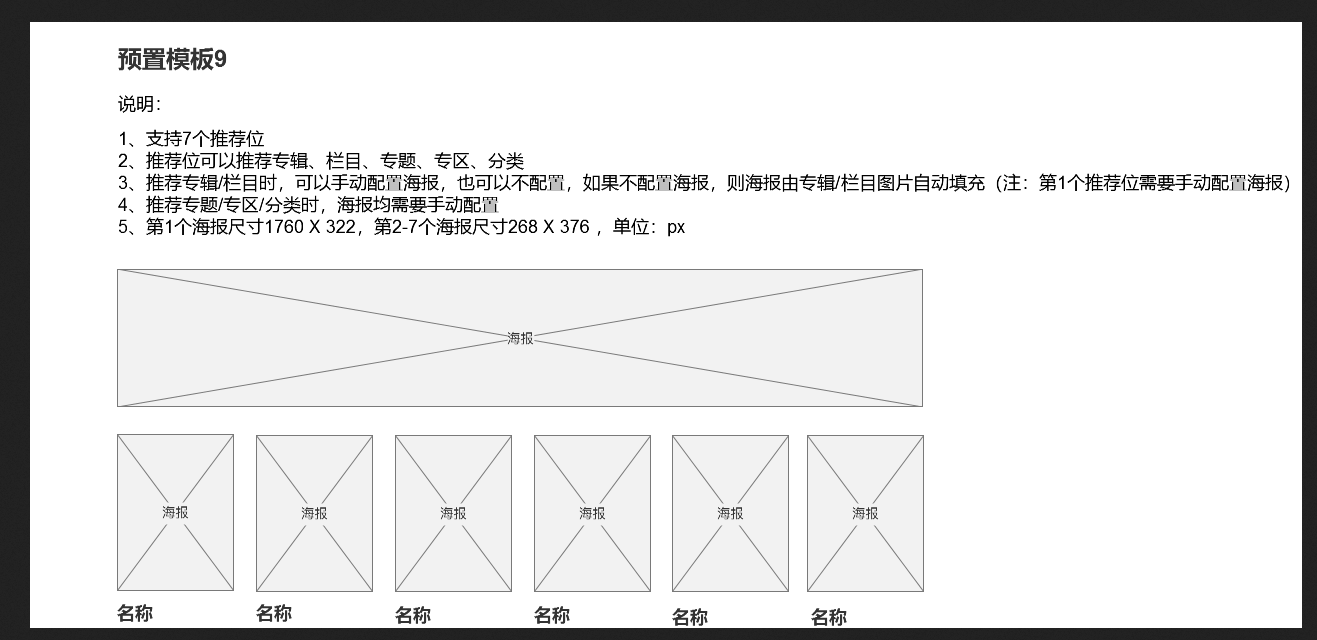 预置模板9
说明：
1、支持7个推荐位
2、推荐位可以推荐专辑、栏目、专题、专区、分类
3、推荐专辑/栏目时，可以手动配置海报，也可以不配置，如果不配置海报，则海报由专辑/栏目图片自动填充（注：第1个推荐位需要手动配置海报）
4、推荐专题/专区/分类时，海报均需要手动配置
5、第1个海报尺寸1760 X 322，第2-7个海报尺寸268 X 376 ，单位：px
海报
海报 海报 海报 海报 海报 海报
名称 名称 名称 名称 名称 名称